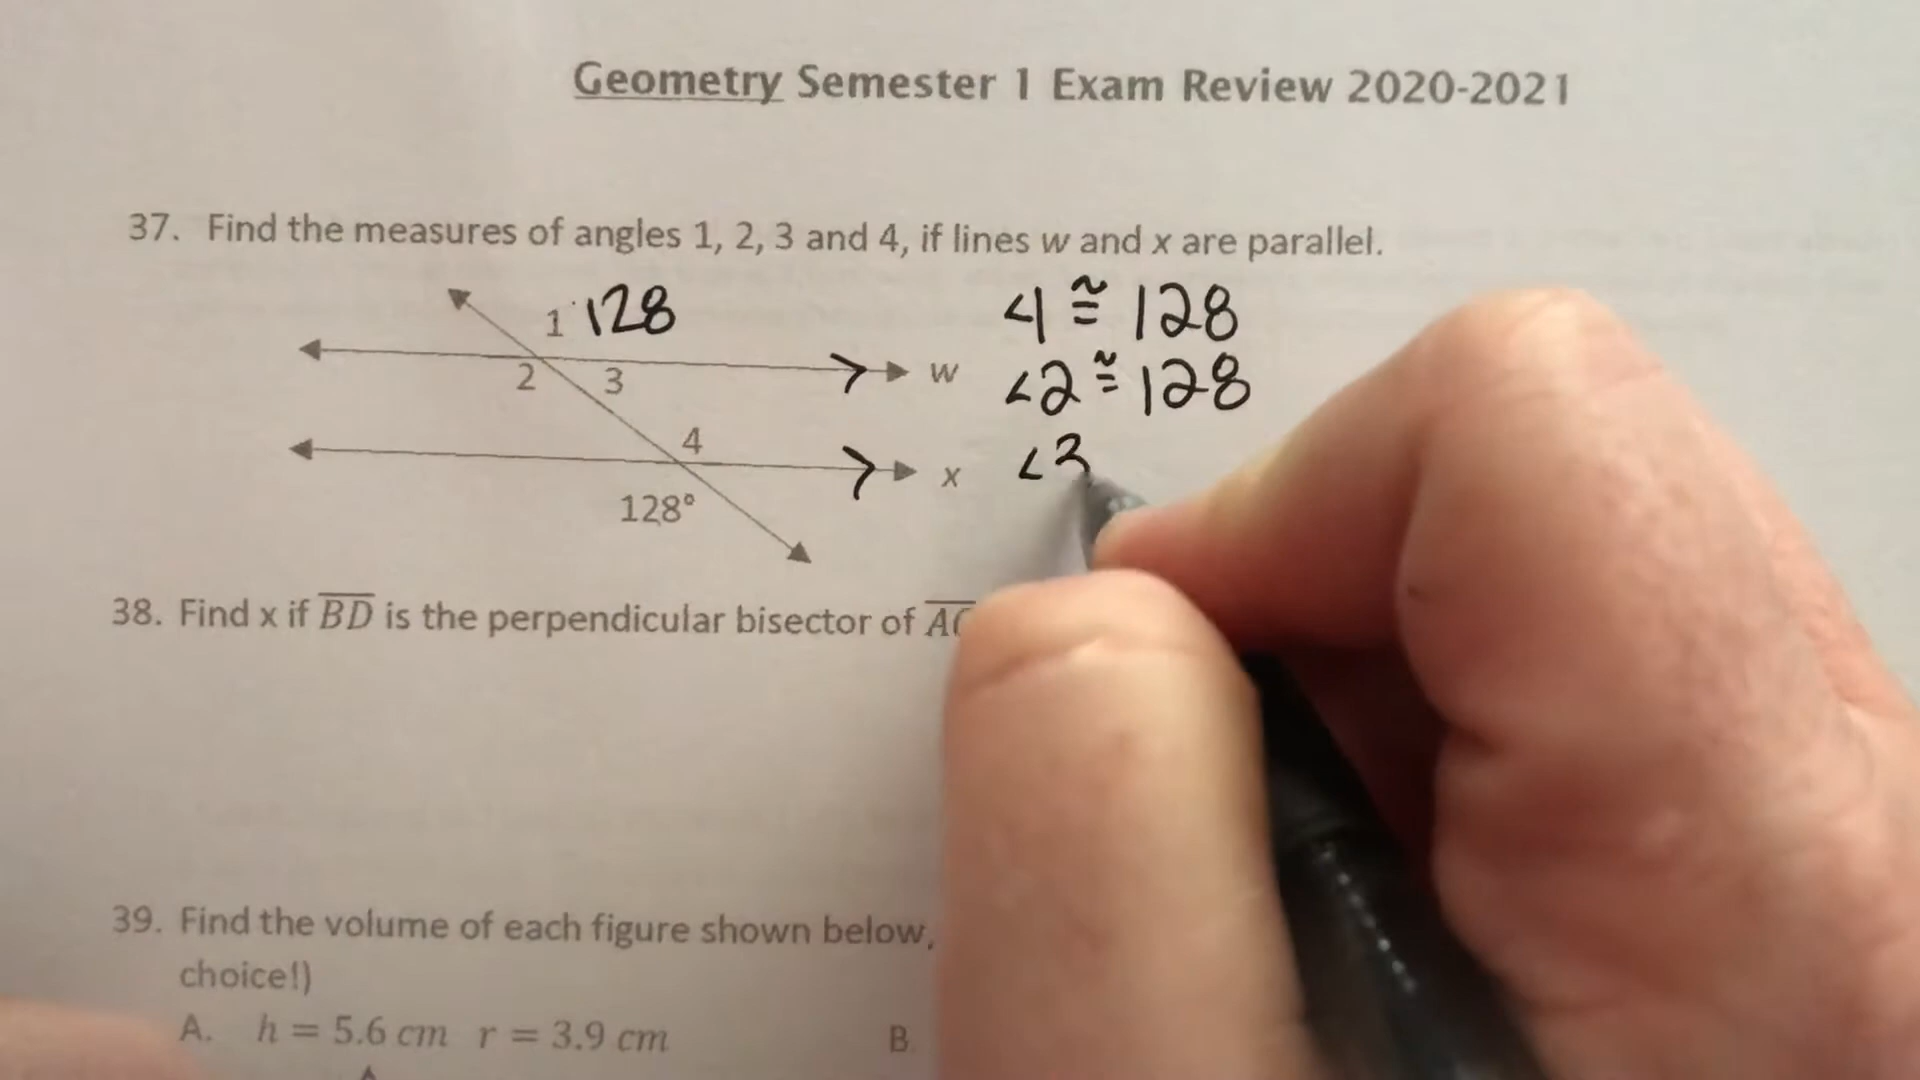 Geometry Semester 1 Exam Review 2020-2021
37. Find the measures of angles 1, 2, 3 and 4, if lines w and x are parallel.
1 128
2 3
w
4
x
128°
∠1 ≅ 128
∠2 ≅ 128
∠3
38. Find x if BD is the perpendicular bisector of
39. Find the volume of each figure shown below,
choice!)
A. h = 5.6 cm r = 3.9 cm
B